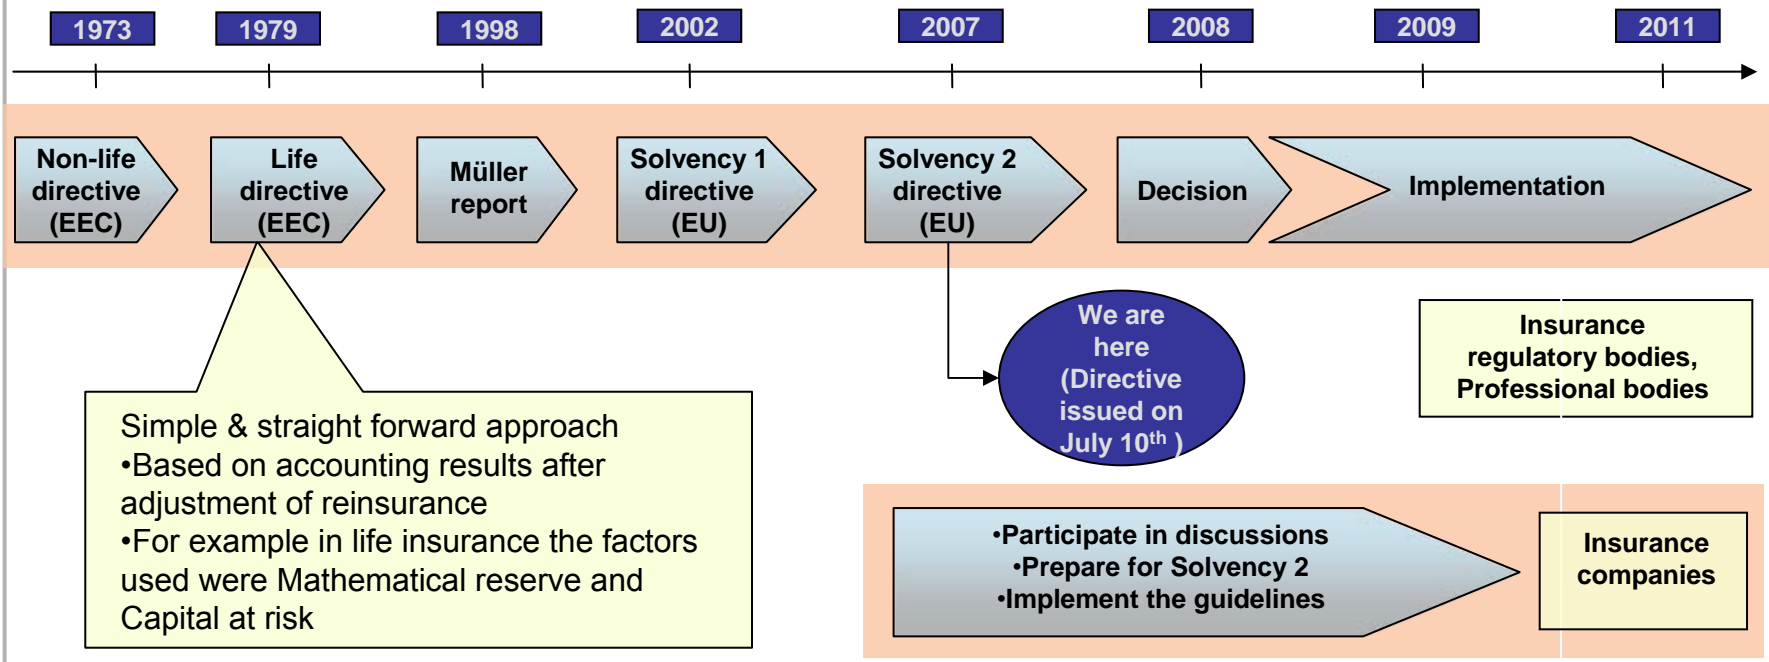 1973
1979
1998
2002
2007
2008
2009
2011
Non-life
directive
(EEC)
Life
directive
(EEC)
Müller
report
Solvency 1
directive
(EU)
Solvency 2
directive
(EU)
Decision
Implementation
We are
here
(Directive
issued on
July 10th )
Insurance
regulatory bodies,
Professional bodies
Simple & straight forward approach
•Based on accounting results after
adjustment of reinsurance
•For example in life insurance the factors
used were Mathematical reserve and
Capital at risk
•Participate in discussions
•Prepare for Solvency 2
•Implement the guidelines
Insurance
companies